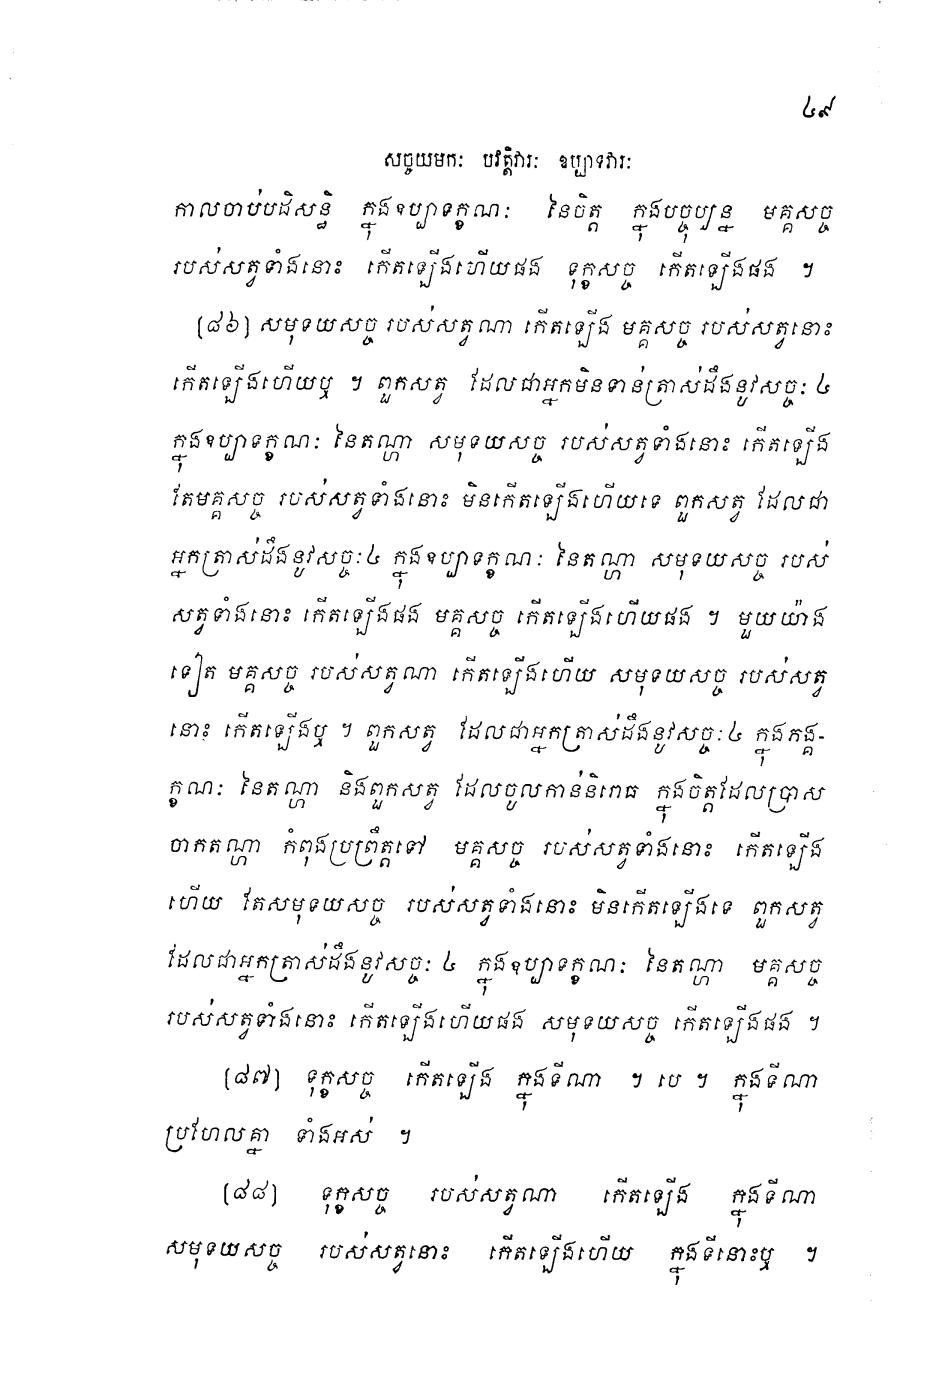 ៤៩
សច្ចយមកៈ បវត្តិវារៈ ឧប្បាទវារៈ
កាលចាប់បដិសន្ធិ ក្នុងឧប្បាទក្ខណៈ នៃចិត្ត ក្នុងបច្ចុប្បន្ន មគ្គសច្ច
របស់សត្វទាំងនោះ កើតឡើងហើយផង ទុក្ខសច្ច កើតឡើងផង ។
(៨៦) សមុទយសច្ច របស់សត្វណា កើតឡើង មគ្គសច្ច របស់សត្វនោះ
កើតឡើងហើយឬ ។ ពួកសត្វ ដែលជាអ្នកមិនទាន់ត្រាស់ដឹងនូវសច្ចៈ ៤
ក្នុងឧប្បាទក្ខណៈ នៃតណ្ហា សមុទយសច្ច របស់សត្វទាំងនោះ កើតឡើង
តែមគ្គសច្ច របស់សត្វទាំងនោះ មិនកើតឡើងហើយទេ ពួកសត្វ ដែលជា
អ្នកត្រាស់ដឹងនូវសច្ចៈ ៤ ក្នុងឧប្បាទក្ខណៈ នៃតណ្ហា សមុទយសច្ច របស់
សត្វទាំងនោះ កើតឡើងផង មគ្គសច្ច កើតឡើងហើយផង ។ មួយយ៉ាង
ទៀត មគ្គសច្ច របស់សត្វណា កើតឡើងហើយ សមុទយសច្ច របស់សត្វ
នោះ កើតឡើងឬ ។ ពួកសត្វ ដែលជាអ្នកត្រាស់ដឹងនូវសច្ចៈ ៤ ក្នុងភង្គ-
ក្ខណៈ នៃតណ្ហា និងពួកសត្វ ដែលចូលកាន់និរោធ ក្នុងចិត្តដែលប្រាស
ចាកតណ្ហា កំពុងប្រព្រឹត្តទៅ មគ្គសច្ច របស់សត្វទាំងនោះ កើតឡើង
ហើយ តែសមុទយសច្ច របស់សត្វទាំងនោះ មិនកើតឡើងទេ ពួកសត្វ
ដែលជាអ្នកត្រាស់ដឹងនូវសច្ចៈ ៤ ក្នុងឧប្បាទក្ខណៈ នៃតណ្ហា មគ្គសច្ច
របស់សត្វទាំងនោះ កើតឡើងហើយផង សមុទយសច្ច កើតឡើងផង ។
(៨៧) ទុក្ខសច្ច កើតឡើង ក្នុងទីណា ។ បេ ។ ក្នុងទីណា
ប្រហែលគ្នា ទាំងអស់ ។
(៨៨) ទុក្ខសច្ច របស់សត្វណា កើតឡើង ក្នុងទីណា
សមុទយសច្ច របស់សត្វនោះ កើតឡើងហើយ ក្នុងទីនោះឬ ។